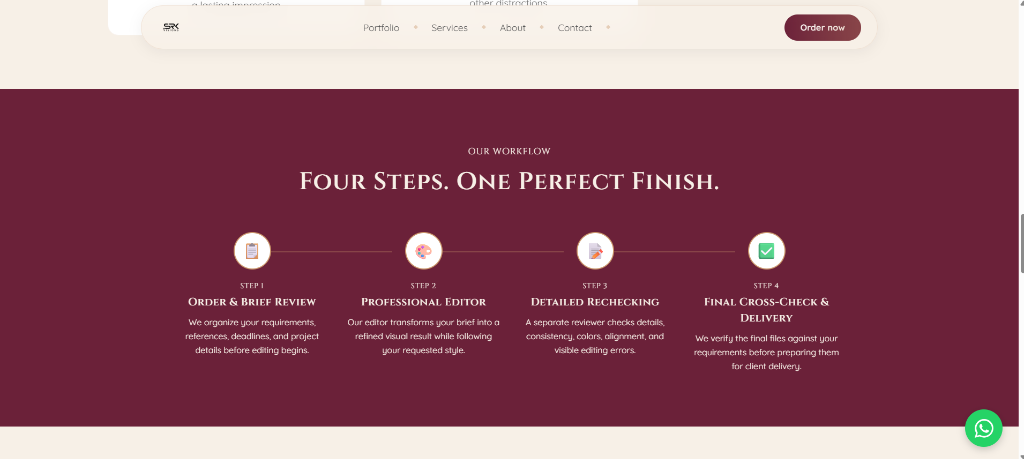 a lasting impression
other distractions
SRK
Portfolio
Services
About
Contact
Order now
OUR WORKFLOW
Four Steps. One Perfect Finish.
STEP 1
Order & Brief Review
We organize your requirements,
references, deadlines, and project
details before editing begins.
STEP 2
Professional Editor
Our editor transforms your brief into a
refined visual result while following
your requested style.
STEP 3
Detailed Rechecking
A separate reviewer checks details,
consistency, colors, alignment, and
visible editing errors.
STEP 4
Final Cross-Check &
Delivery
We verify the final files against your
requirements before preparing them
for client delivery.